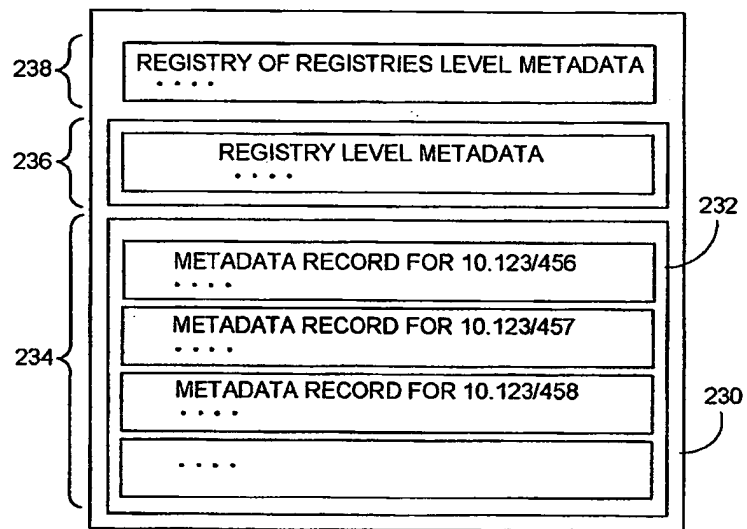 238
REGISTRY OF REGISTRIES LEVEL METADATA
. . . .
236
REGISTRY LEVEL METADATA
. . . .
232
METADATA RECORD FOR 10.123/456
. . . .
METADATA RECORD FOR 10.123/457
. . . .
234
METADATA RECORD FOR 10.123/458
. . . .
230
. . . .